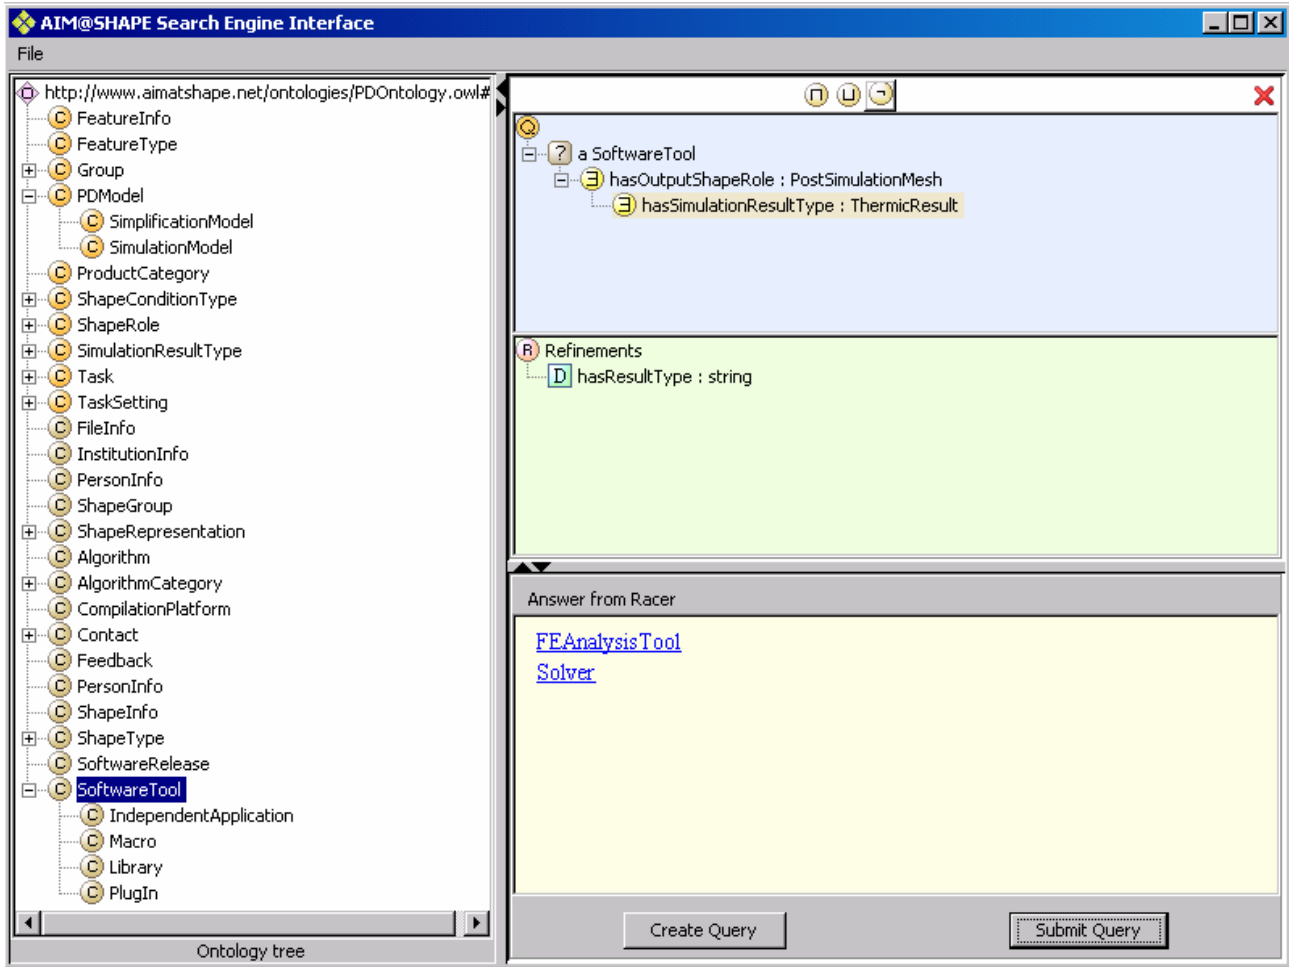 AIM@SHAPE Search Engine Interface
File
http://www.aimatshape.net/ontologies/PDOntology.owl#
C FeatureInfo
C FeatureType
C Group
C PDModel
C SimplificationModel
C SimulationModel
C ProductCategory
C ShapeConditionType
C ShapeRole
C SimulationResultType
C Task
C TaskSetting
C FileInfo
C InstitutionInfo
C PersonInfo
C ShapeGroup
C ShapeRepresentation
C Algorithm
C AlgorithmCategory
C CompilationPlatform
C Contact
C Feedback
C PersonInfo
C ShapeInfo
C ShapeType
C SoftwareRelease
C SoftwareTool
C IndependentApplication
C Macro
C Library
C PlugIn
Ontology tree
⊓ ⊔ ¬
Q
? a SoftwareTool
∃ hasOutputShapeRole : PostSimulationMesh
∃ hasSimulationResultType : ThermicResult
R Refinements
D hasResultType : string
Answer from Racer
FEAnalysisTool
Solver
Create Query
Submit Query